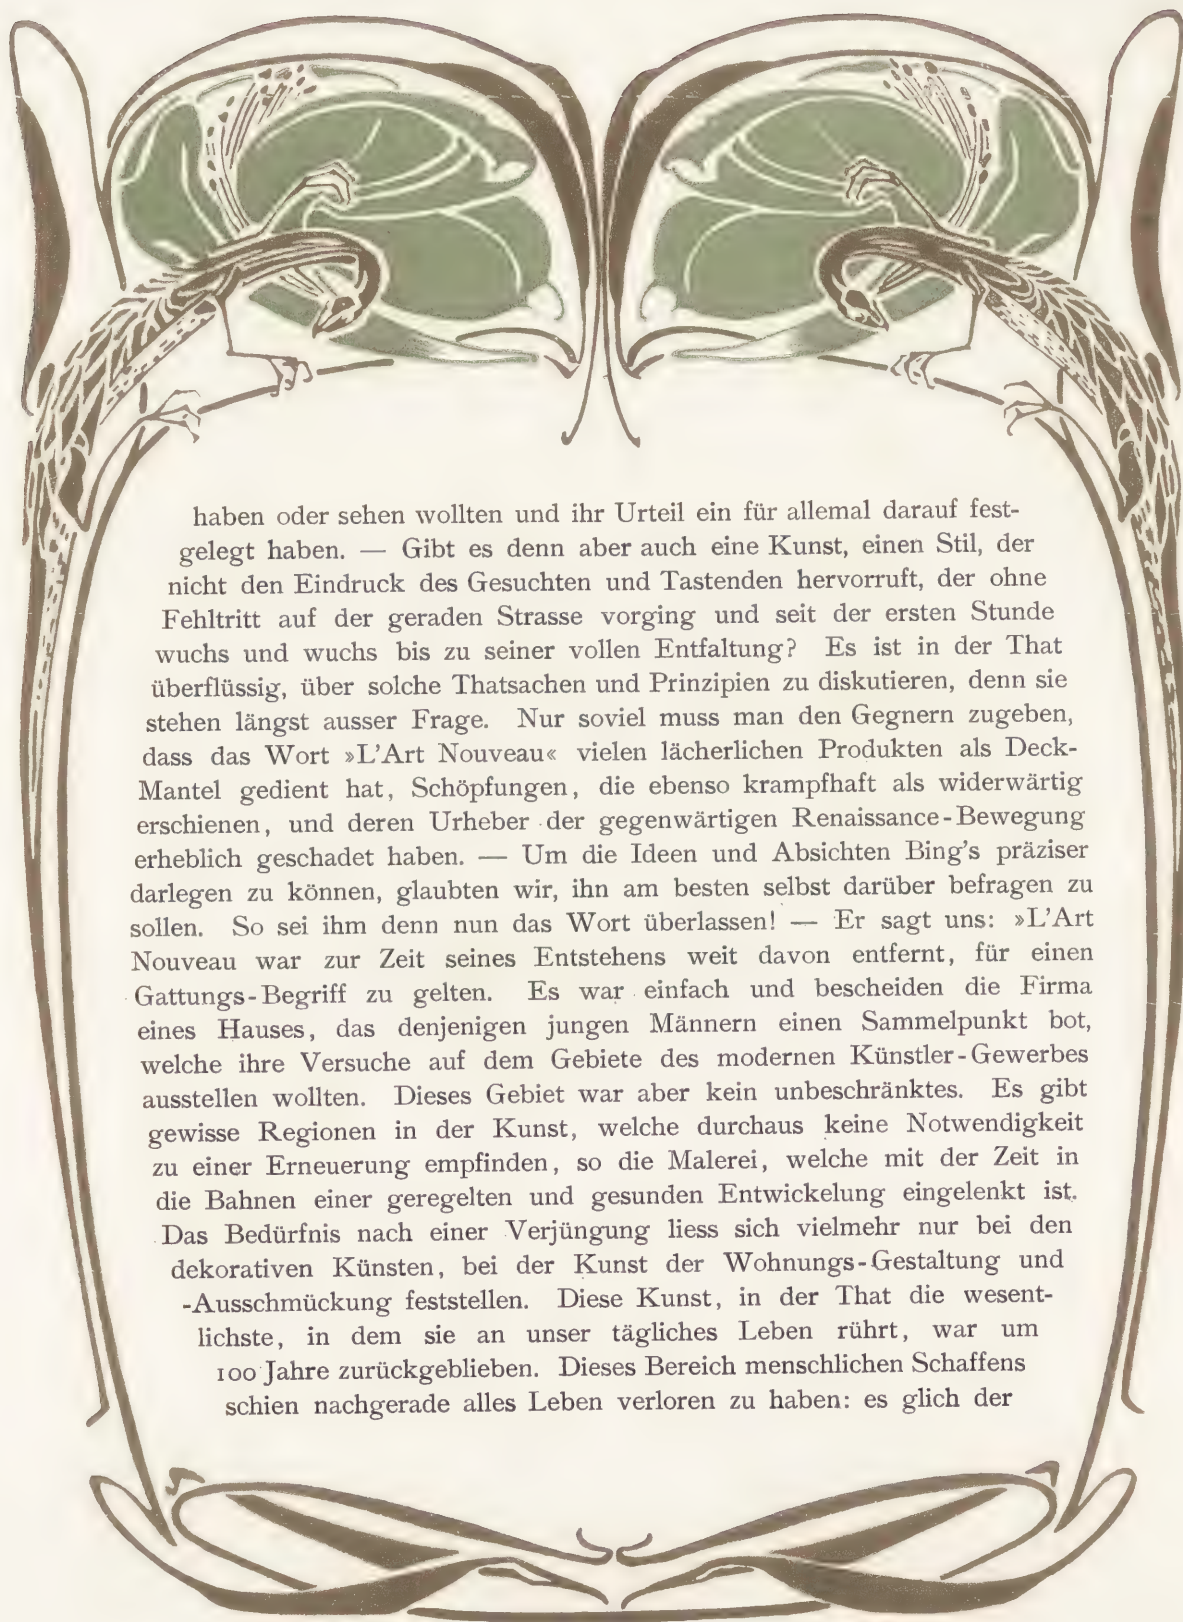 haben oder sehen wollten und ihr Urteil ein für allemal darauf fest-
gelegt haben. — Gibt es denn aber auch eine Kunst, einen Stil, der
nicht den Eindruck des Gesuchten und Tastenden hervorruft, der ohne
Fehltritt auf der geraden Strasse vorging und seit der ersten Stunde
wuchs und wuchs bis zu seiner vollen Entfaltung? Es ist in der That
überflüssig, über solche Thatsachen und Prinzipien zu diskutieren, denn sie
stehen längst ausser Frage. Nur soviel muss man den Gegnern zugeben,
dass das Wort »L'Art Nouveau« vielen lächerlichen Produkten als Deck-
Mantel gedient hat, Schöpfungen, die ebenso krampfhaft als widerwärtig
erschienen, und deren Urheber der gegenwärtigen Renaissance-Bewegung
erheblich geschadet haben. — Um die Ideen und Absichten Bing's präziser
darlegen zu können, glaubten wir, ihn am besten selbst darüber befragen zu
sollen. So sei ihm denn nun das Wort überlassen! — Er sagt uns: »L'Art
Nouveau war zur Zeit seines Entstehens weit davon entfernt, für einen
Gattungs-Begriff zu gelten. Es war einfach und bescheiden die Firma
eines Hauses, das denjenigen jungen Männern einen Sammelpunkt bot,
welche ihre Versuche auf dem Gebiete des modernen Künstler-Gewerbes
ausstellen wollten. Dieses Gebiet war aber kein unbeschränktes. Es gibt
gewisse Regionen in der Kunst, welche durchaus keine Notwendigkeit
zu einer Erneuerung empfinden, so die Malerei, welche mit der Zeit in
die Bahnen einer geregelten und gesunden Entwickelung eingelenkt ist.
Das Bedürfnis nach einer Verjüngung liess sich vielmehr nur bei den
dekorativen Künsten, bei der Kunst der Wohnungs-Gestaltung und
-Ausschmückung feststellen. Diese Kunst, in der That die wesent-
lichste, in dem sie an unser tägliches Leben rührt, war um
100 Jahre zurückgeblieben. Dieses Bereich menschlichen Schaffens
schien nachgerade alles Leben verloren zu haben: es glich der